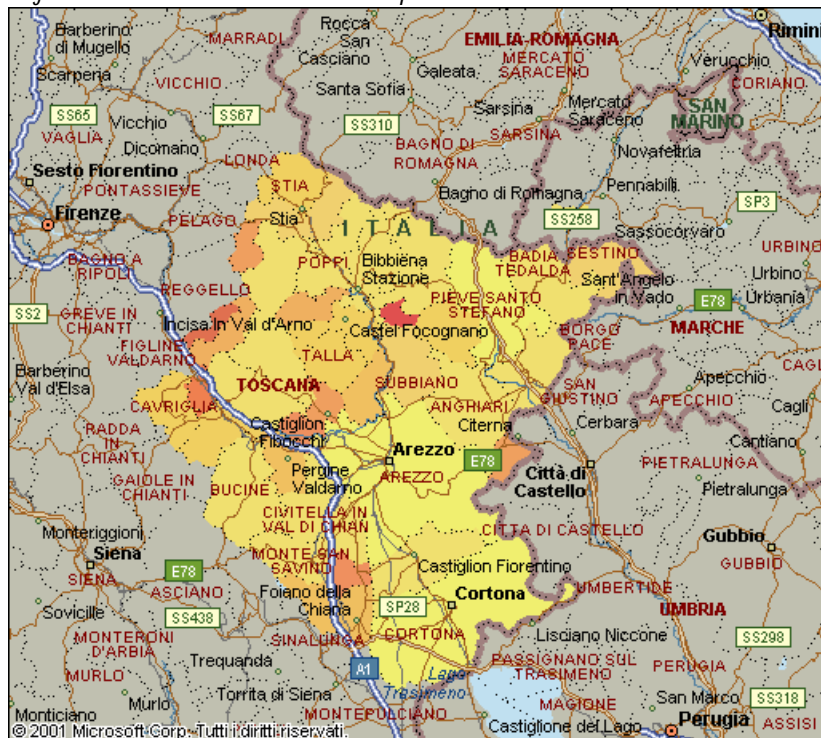 Barberino
di Mugello
MARRADI
Rocca
San
Casciano
EMILIA-ROMAGNA
Rimini
Scarperia
VICCHIO
Galeata
MERCATO
SARACENO
Verucchio
CORIANO
Santa Sofia
SS65
SS67
SS310
Sarsina
Mercato
Saraceno
SAN
MARINO
VAGLIA
Vicchio
Dicomano
BAGNO DI
ROMAGNA
SARSINA
Novafeltria
Sesto Fiorentino
LONDA
PONTASSIEVE
STIA
Bagno di Romagna
Pennabilli
SP3
Firenze
PELAGO
Stia
ITALIA
SS258
Sassocorvaro
BAGNO A
RIPOLI
POPPI
Bibbiena
Stazione
BADIA
TEDALDA
SESTINO
URBINO
Urbino
REGGELLO
PIEVE SANTO
STEFANO
Sant'Angelo
in Vado
E78
Urbania
SS2
GREVE IN
CHIANTI
Incisa in Val d'Arno
Castel Focognano
BORGO
PACE
MARCHE
FIGLINE
VALDARNO
TALLA
Barberino
Val d'Elsa
TOSCANA
SUBBIANO
SAN
GIUSTINO
Apecchio
APECCHIO
CAGL
CAVRIGLIA
ANGHIARI
Cagli
RADDA
IN
CHIANTI
Castiglion
Fibocchi
Citerna
Cerbara
Cantiano
Arezzo
E78
Città di
Castello
PIETRALUNGA
GAIOLE IN
CHIANTI
Pergine
Valdarno
AREZZO
Pietralunga
BUCINE
CIVITELLA IN
VAL DI CHIAN
CITTA DI CASTELLO
Monteriggioni
Gubbio
Siena
MONTE SAN
SAVINO
Castiglion Fiorentino
GUBBIO
SIENA
E78
ASCIANO
Foiano della
Chiana
SP28
Cortona
UMBERTIDE
Sovicille
SS438
UMBRIA
SINALUNGA
CORTONA
Lisciano Niccone
SS298
MONTERONI
D'ARBIA
Trequanda
A1
Lago
Trasimeno
PASSIGNANO SUL
TRASIMENO
PERUGIA
MURLO
Torrita di Siena
MAGIONE
San Marco
SS318
Monticiano
Murlo
MONTEPULCIANO
Castiglione del Lago
Perugia
ASSISI
© 2001 Microsoft Corp. Tutti i diritti riservati.